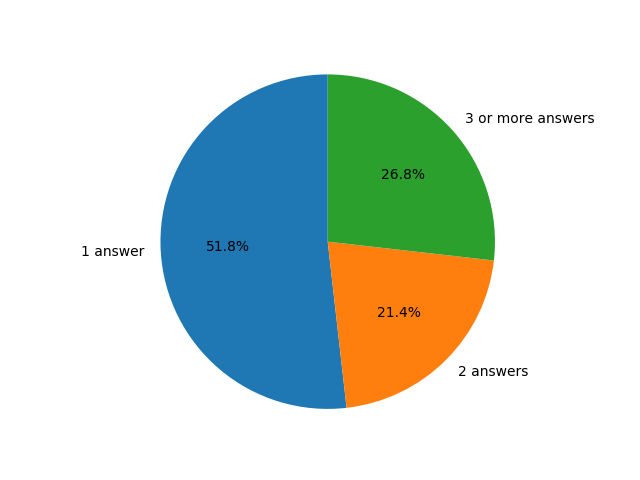 3 or more answers
26.8%
51.8%
1 answer
21.4%
2 answers